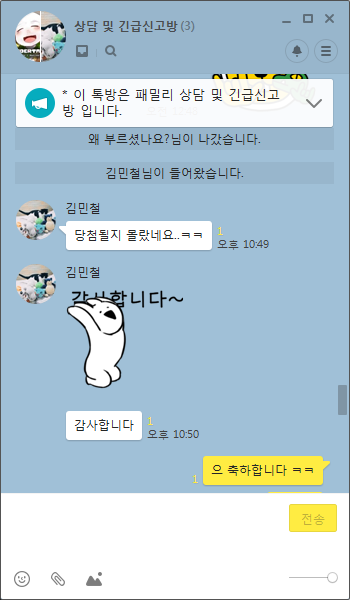 상담 및 긴급신고방 (3)
* 이 톡방은 패밀리 상담 및 긴급신고
방 입니다.
왜 부르셨나요?님이 나갔습니다.
김민철님이 들어왔습니다.
김민철
당첨될지 몰랐네요..ㅋㅋ
1
오후 10:49
김민철
감사합니다~
감사합니다
1
오후 10:50
1
으 축하합니다 ㅋㅋ
전송